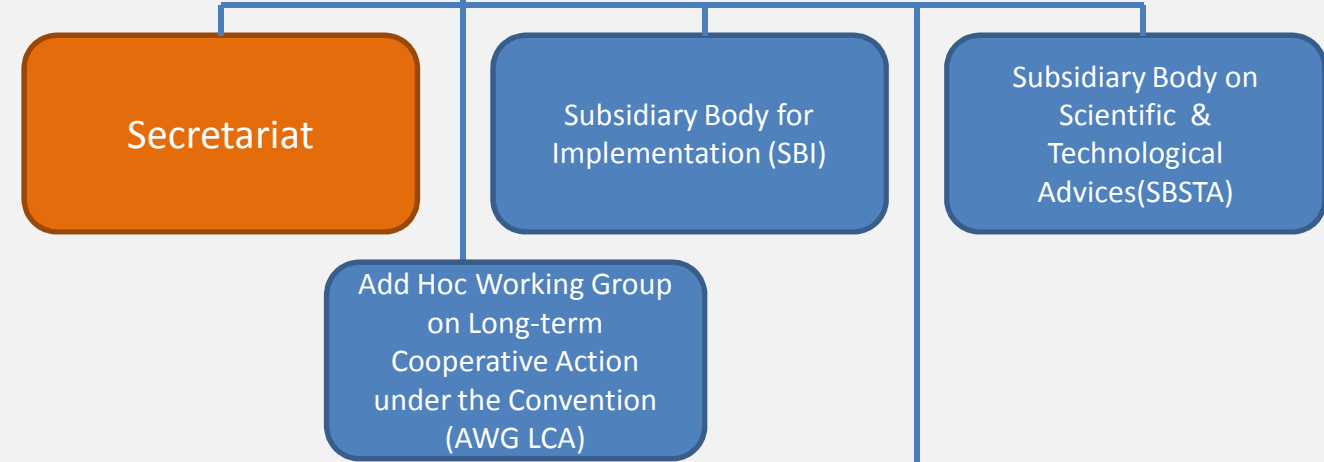 Secretariat
Subsidiary Body for
Implementation (SBI)
Subsidiary Body on
Scientific  &
Technological
Advices(SBSTA)
Add Hoc Working Group
on Long-term
Cooperative Action
under the Convention
(AWG LCA)